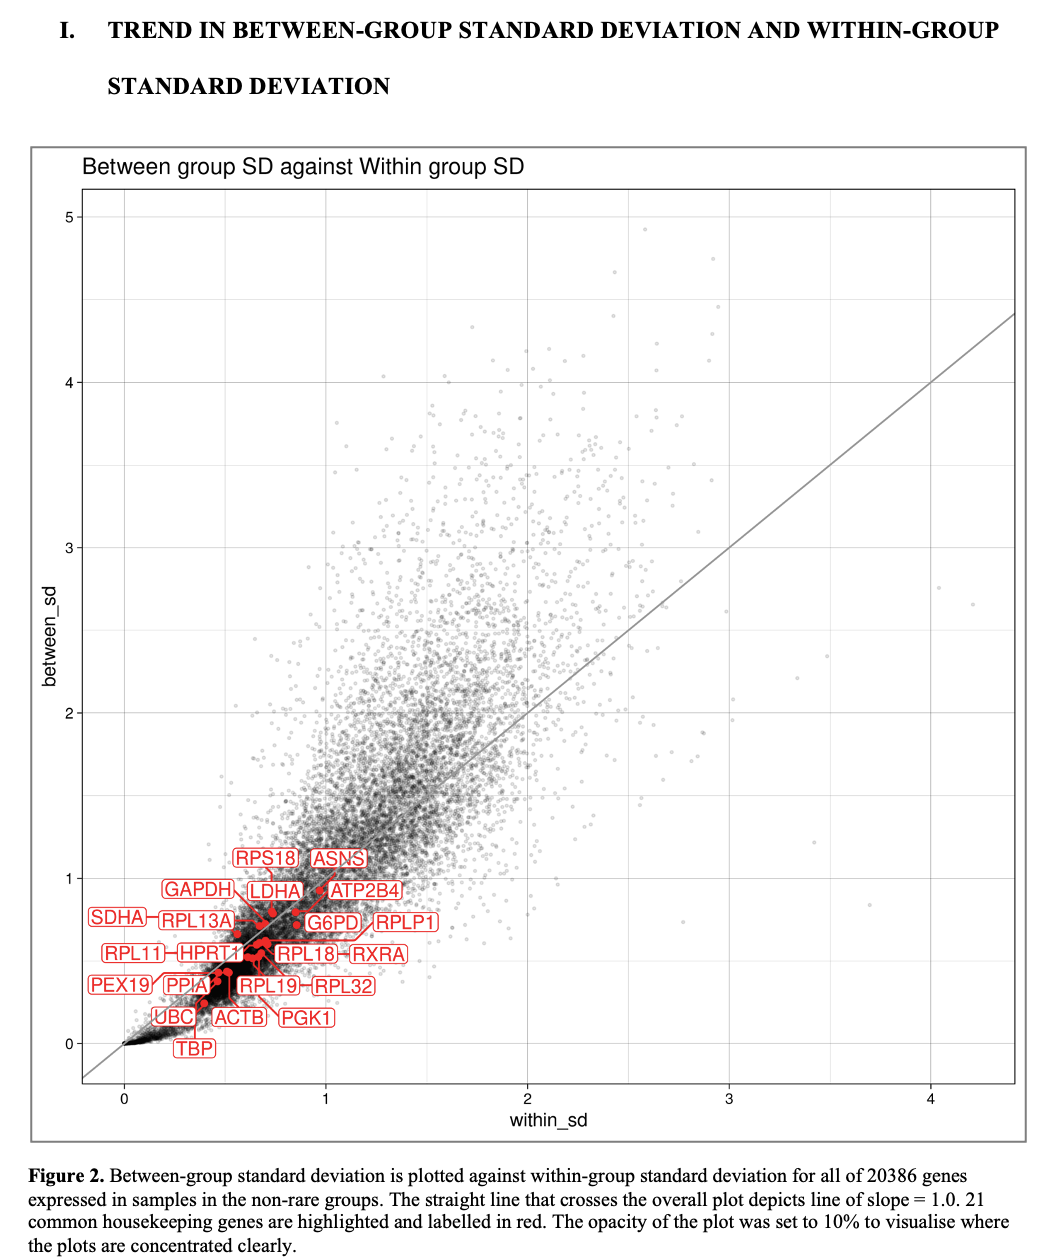 I. TREND IN BETWEEN-GROUP STANDARD DEVIATION AND WITHIN-GROUP
STANDARD DEVIATION
Between group SD against Within group SD
5
4
3
2
1
0
between_sd
RPS18 ASNS
GAPDH LDHA ATP2B4
SDHA RPL13A G6PD RPLP1
RPL11 HPRT1 RPL18 RXRA
PEX19 PPIA RPL19 RPL32
UBC ACTB PGK1
TBP
0 1 2 3 4
within_sd
Figure 2. Between-group standard deviation is plotted against within-group standard deviation for all of 20386 genes
expressed in samples in the non-rare groups. The straight line that crosses the overall plot depicts line of slope = 1.0. 21
common housekeeping genes are highlighted and labelled in red. The opacity of the plot was set to 10% to visualise where
the plots are concentrated clearly.